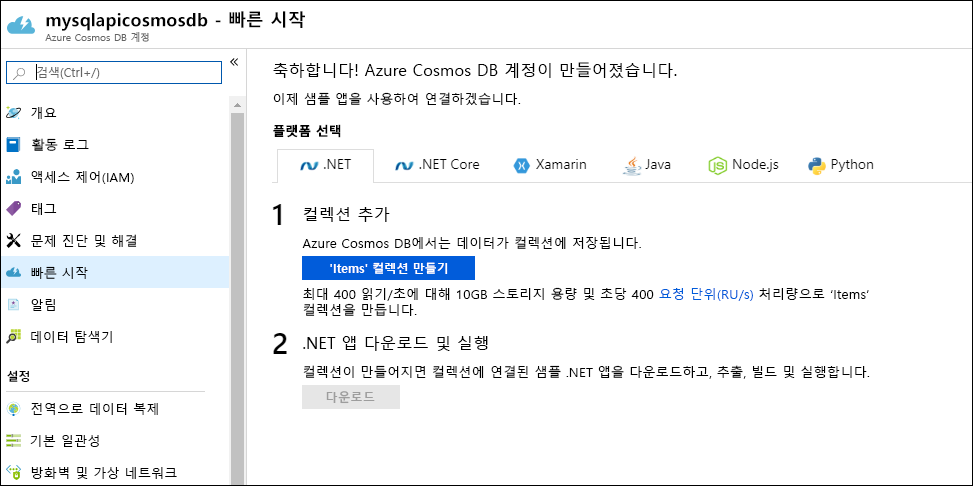 mysqlapicosmosdb - 빠른 시작
Azure Cosmos DB 계정
검색(Ctrl+/)
«
개요
활동 로그
액세스 제어(IAM)
태그
문제 진단 및 해결
빠른 시작
알림
데이터 탐색기
설정
전역으로 데이터 복제
기본 일관성
방화벽 및 가상 네트워크
축하합니다! Azure Cosmos DB 계정이 만들어졌습니다.
이제 샘플 앱을 사용하여 연결하겠습니다.
플랫폼 선택
.NET .NET Core Xamarin Java Node.js Python
1 컬렉션 추가
Azure Cosmos DB에서는 데이터가 컬렉션에 저장됩니다.
'Items' 컬렉션 만들기
최대 400 읽기/초에 대해 10GB 스토리지 용량 및 초당 400 요청 단위(RU/s) 처리량으로 ‘Items’
컬렉션을 만듭니다.
2 .NET 앱 다운로드 및 실행
컬렉션이 만들어지면 컬렉션에 연결된 샘플 .NET 앱을 다운로드하고, 추출, 빌드 및 실행합니다.
다운로드